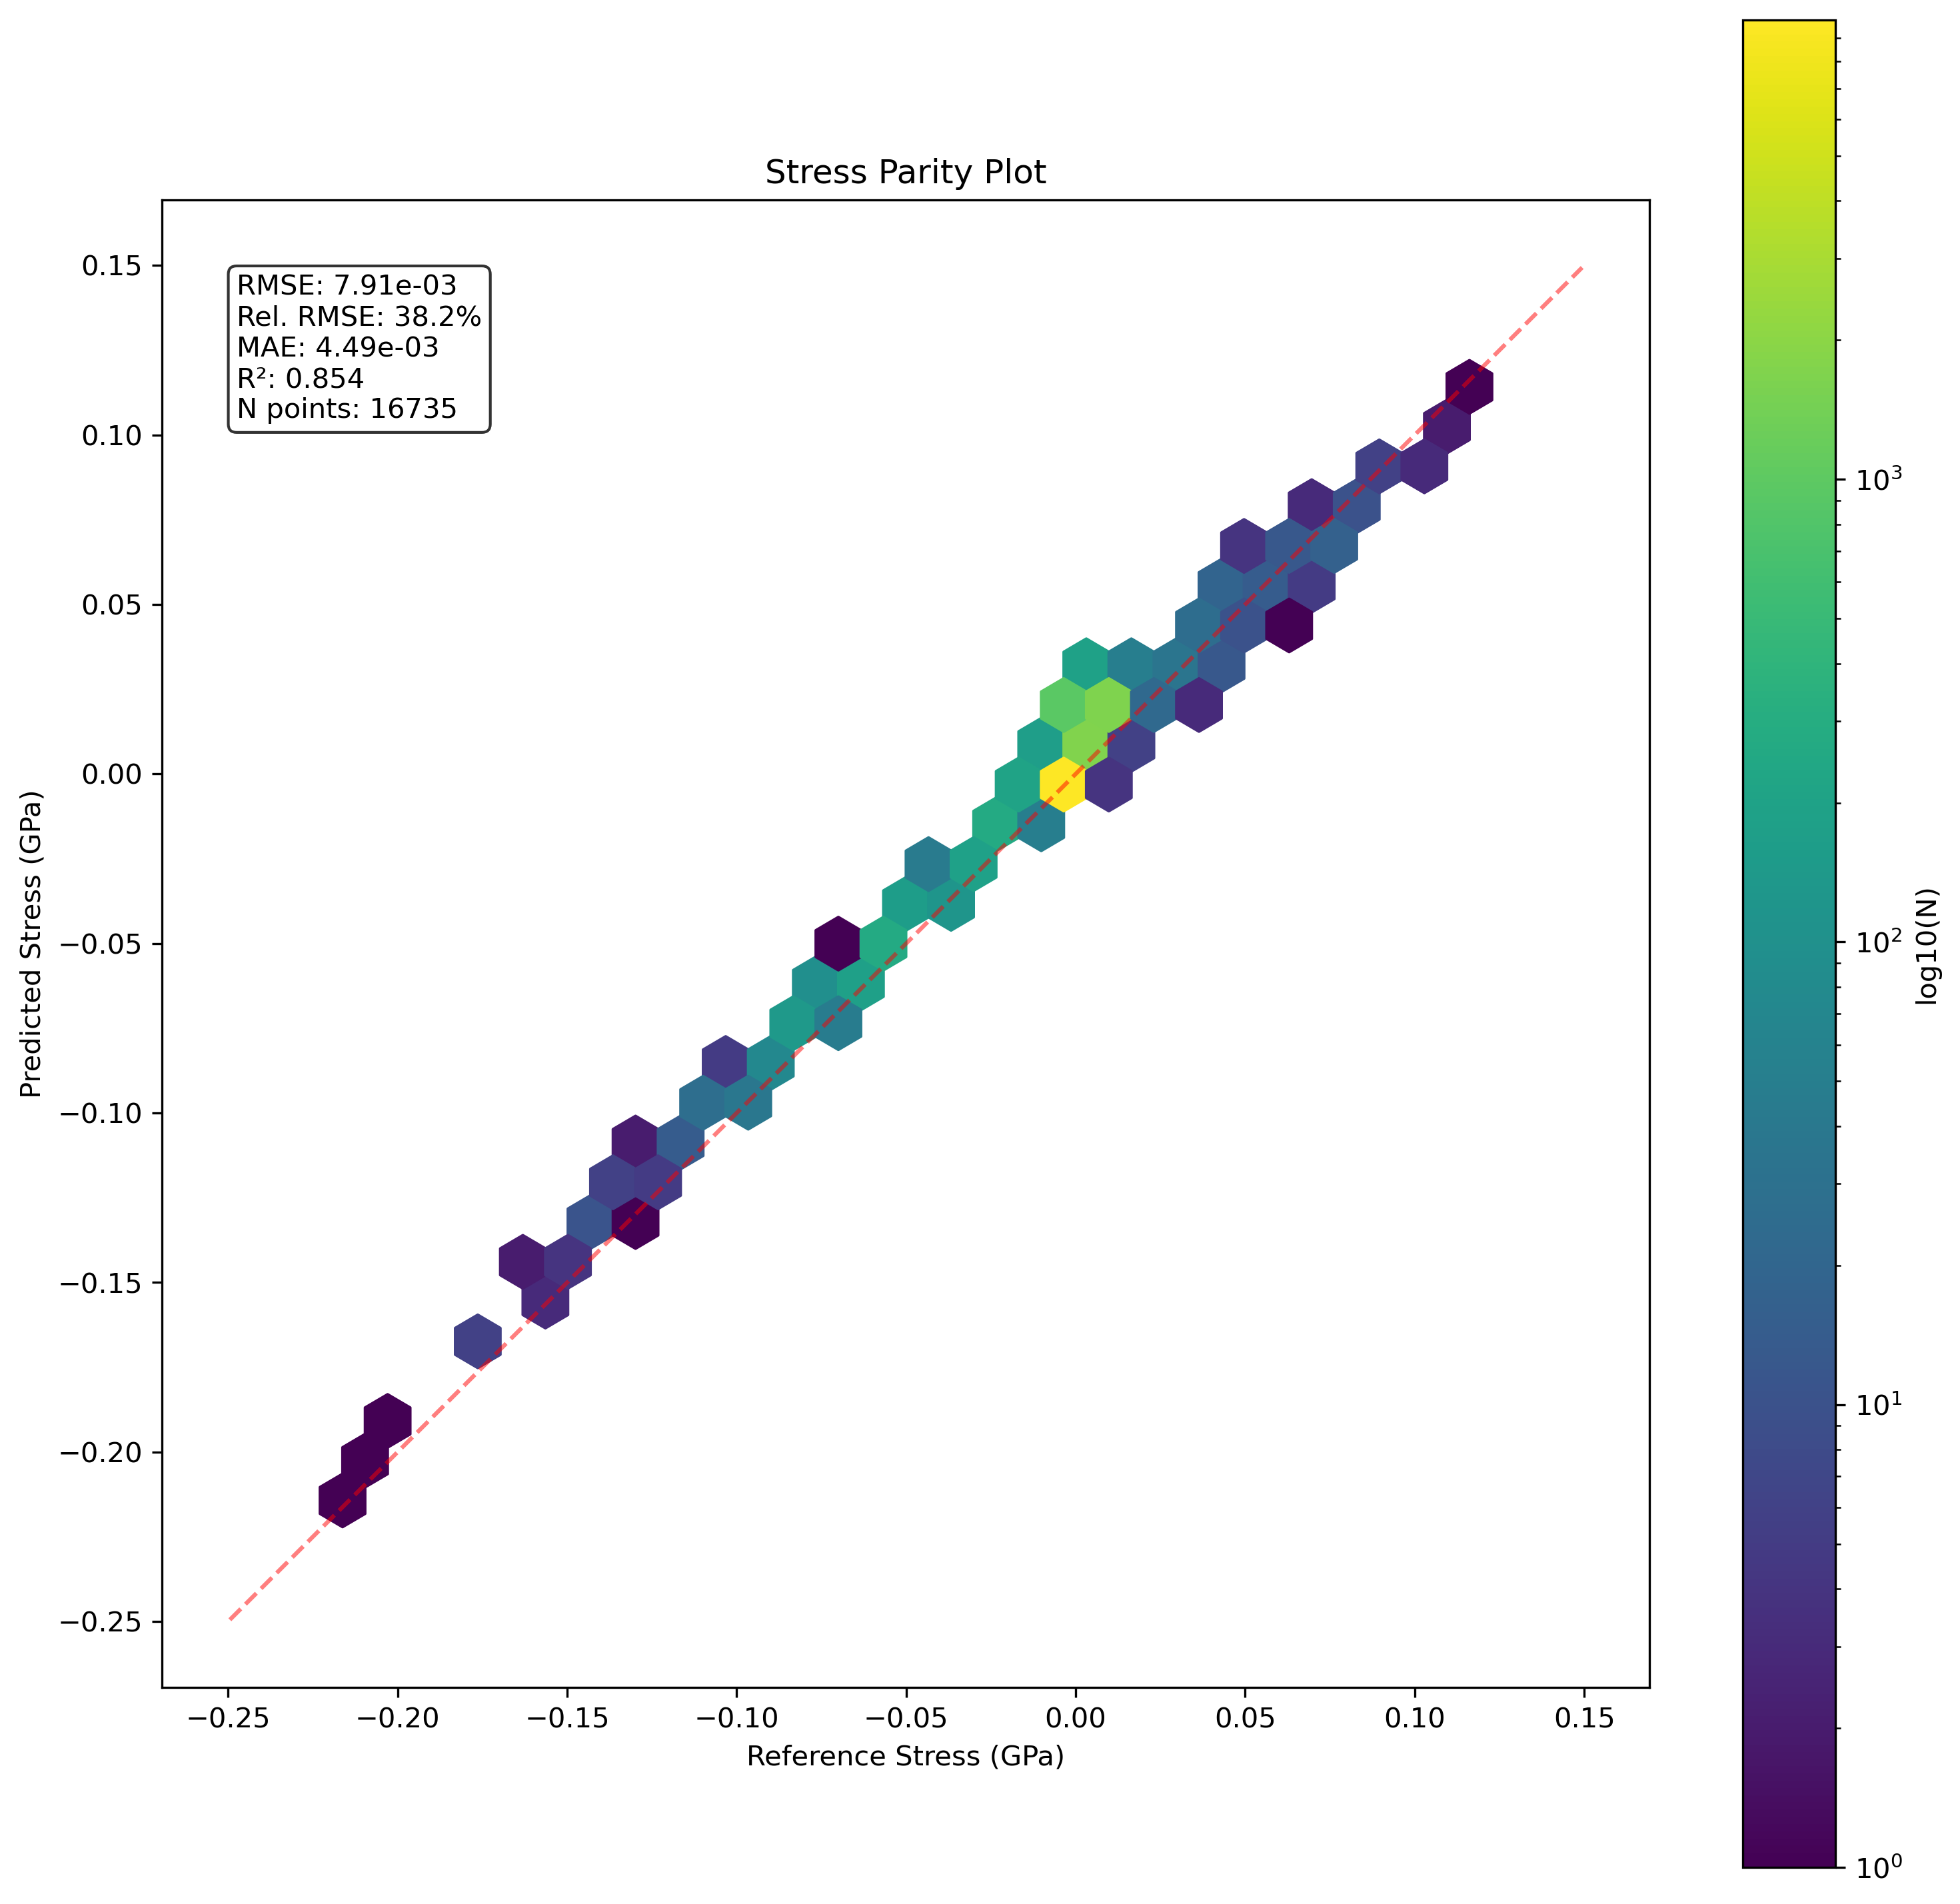 Stress Parity Plot
RMSE: 7.91e-03
Rel. RMSE: 38.2%
MAE: 4.49e-03
R²: 0.854
N points: 16735
0.15
0.10
0.05
0.00
−0.05
−0.10
−0.15
−0.20
−0.25
Predicted Stress (GPa)
−0.25 −0.20 −0.15 −0.10 −0.05 0.00 0.05 0.10 0.15
Reference Stress (GPa)
10³
10²
10¹
10⁰
log10(N)